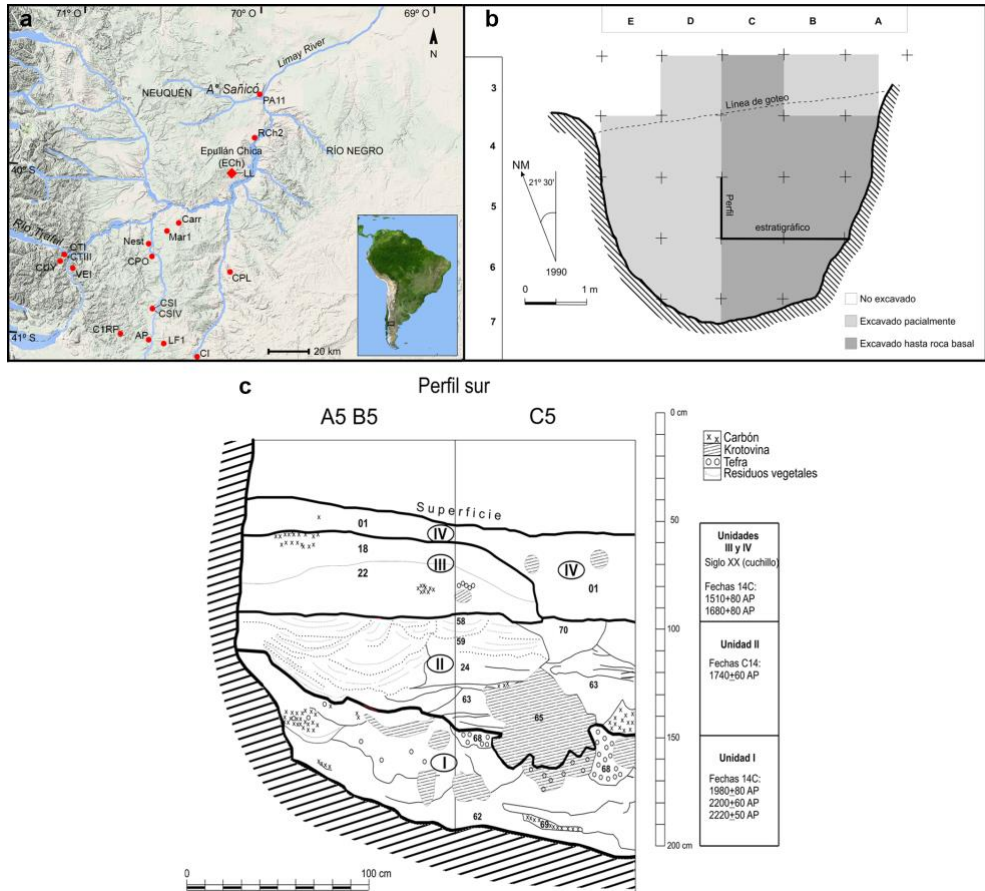 a
71° O
70° O
69° O
N
Limay River
NEUQUÉN
A° Sañicó
PA11
RCh2
RÍO NEGRO
Epullán Chica
(ECh)
LL
40° S
Carr
Mar1
Río Traful
Nest
CTI
CTIII
CUY
VEI
CPO
CPL
CSI
CSIV
41° S
C1RP
AP
LF1
CI
20 km
b
E D C B A
3
4
5
6
7
Línea de goteo
NM
21° 30'
1990
Perfil
estratigráfico
0 1 m
No excavado
Excavado pacialmente
Excavado hasta roca basal
c
Perfil sur
A5 B5 C5
0 cm
50
100
150
200 cm
Carbón
Krotovina
Tefra
Residuos vegetales
Superficie
01
IV
18
III
IV
22
01
58
70
59
II
24
63
63
65
68
68
I
62
69
Unidades
III y IV
Siglo XX (cuchillo)
Fechas 14C:
1510+80 AP
1680+80 AP
Unidad II
Fechas C14:
1740+60 AP
Unidad I
Fechas 14C:
1980+80 AP
2200+60 AP
2220+50 AP
0 100 cm